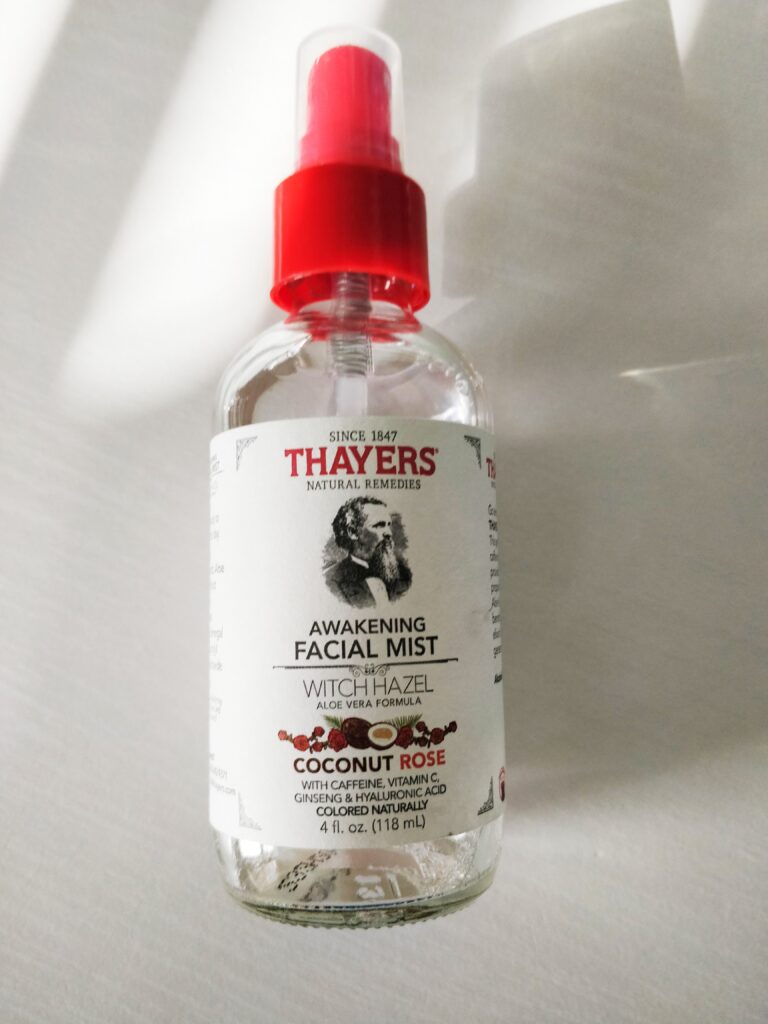 SINCE 1847
THAYERS®
NATURAL REMEDIES
AWAKENING
FACIAL MIST
WITCH HAZEL
ALOE VERA FORMULA
COCONUT ROSE
WITH CAFFEINE, VITAMIN C,
GINSENG & HYALURONIC ACID
COLORED NATURALLY
4 fl. oz. (118 mL)